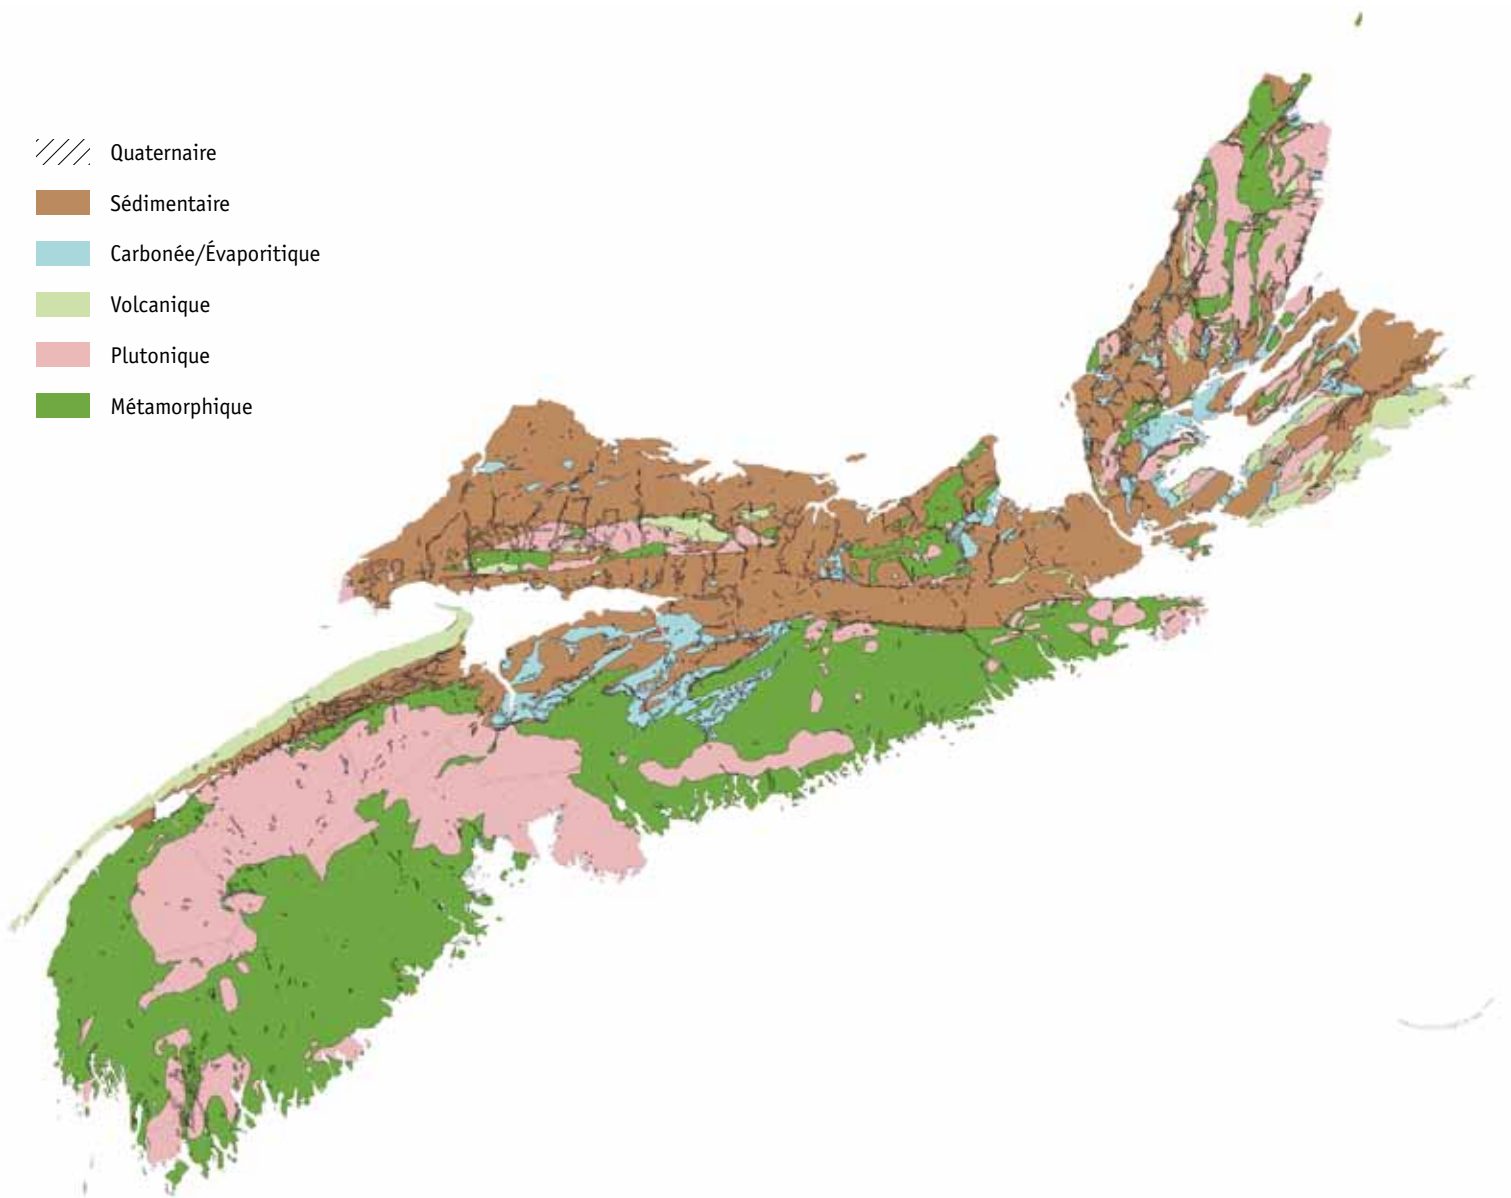 Quaternaire
Sédimentaire
Carbonée/Évaporitique
Volcanique
Plutonique
Métamorphique